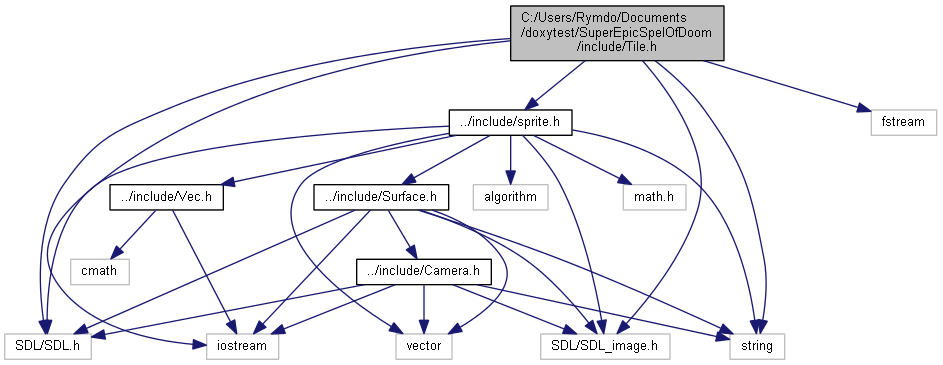 C:/Users/Rymdo/Documents
/doxytest/SuperEpicSpelOfDoom
/include/Tile.h
../include/sprite.h
fstream
../include/Vec.h
../include/Surface.h
algorithm
math.h
cmath
../include/Camera.h
SDL/SDL.h
iostream
vector
SDL/SDL_image.h
string